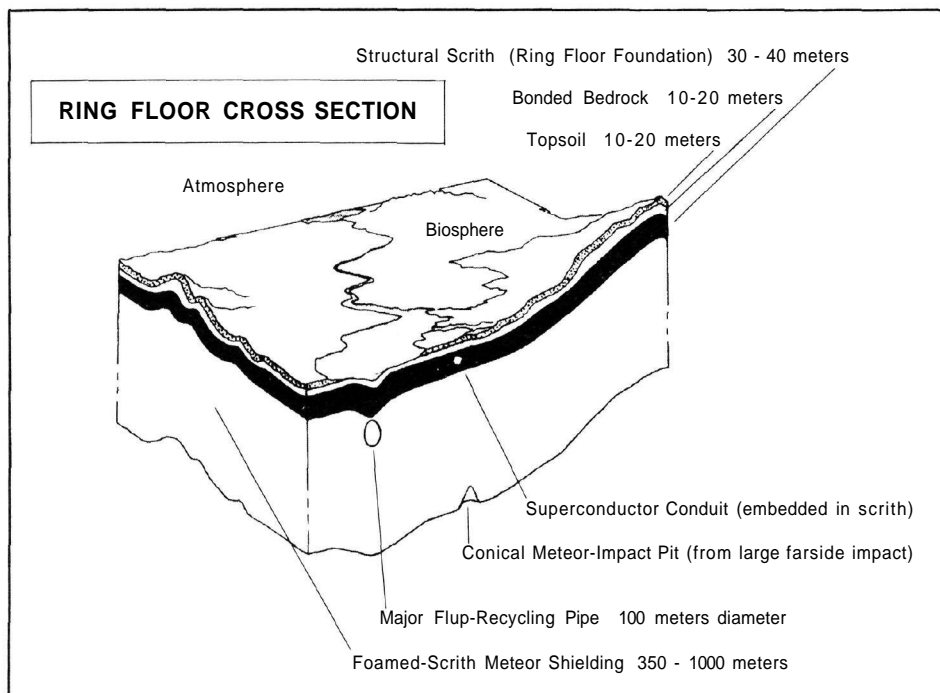 Structural Scrith (Ring Floor Foundation) 30 - 40 meters
RING FLOOR CROSS SECTION
Bonded Bedrock 10-20 meters
Topsoil 10-20 meters
Atmosphere
Biosphere
Superconductor Conduit (embedded in scrith)
Conical Meteor-Impact Pit (from large farside impact)
Major Flup-Recycling Pipe 100 meters diameter
Foamed-Scrith Meteor Shielding 350 - 1000 meters